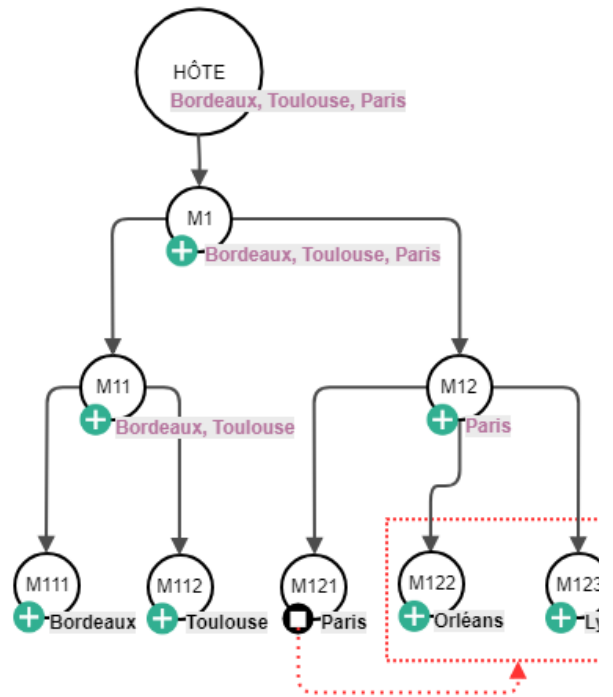 HÔTE
Bordeaux, Toulouse, Paris
M1
Bordeaux, Toulouse, Paris
M11
Bordeaux, Toulouse
M12
Paris
M111
Bordeaux
M112
Toulouse
M121
Paris
M122
Orléans
M123